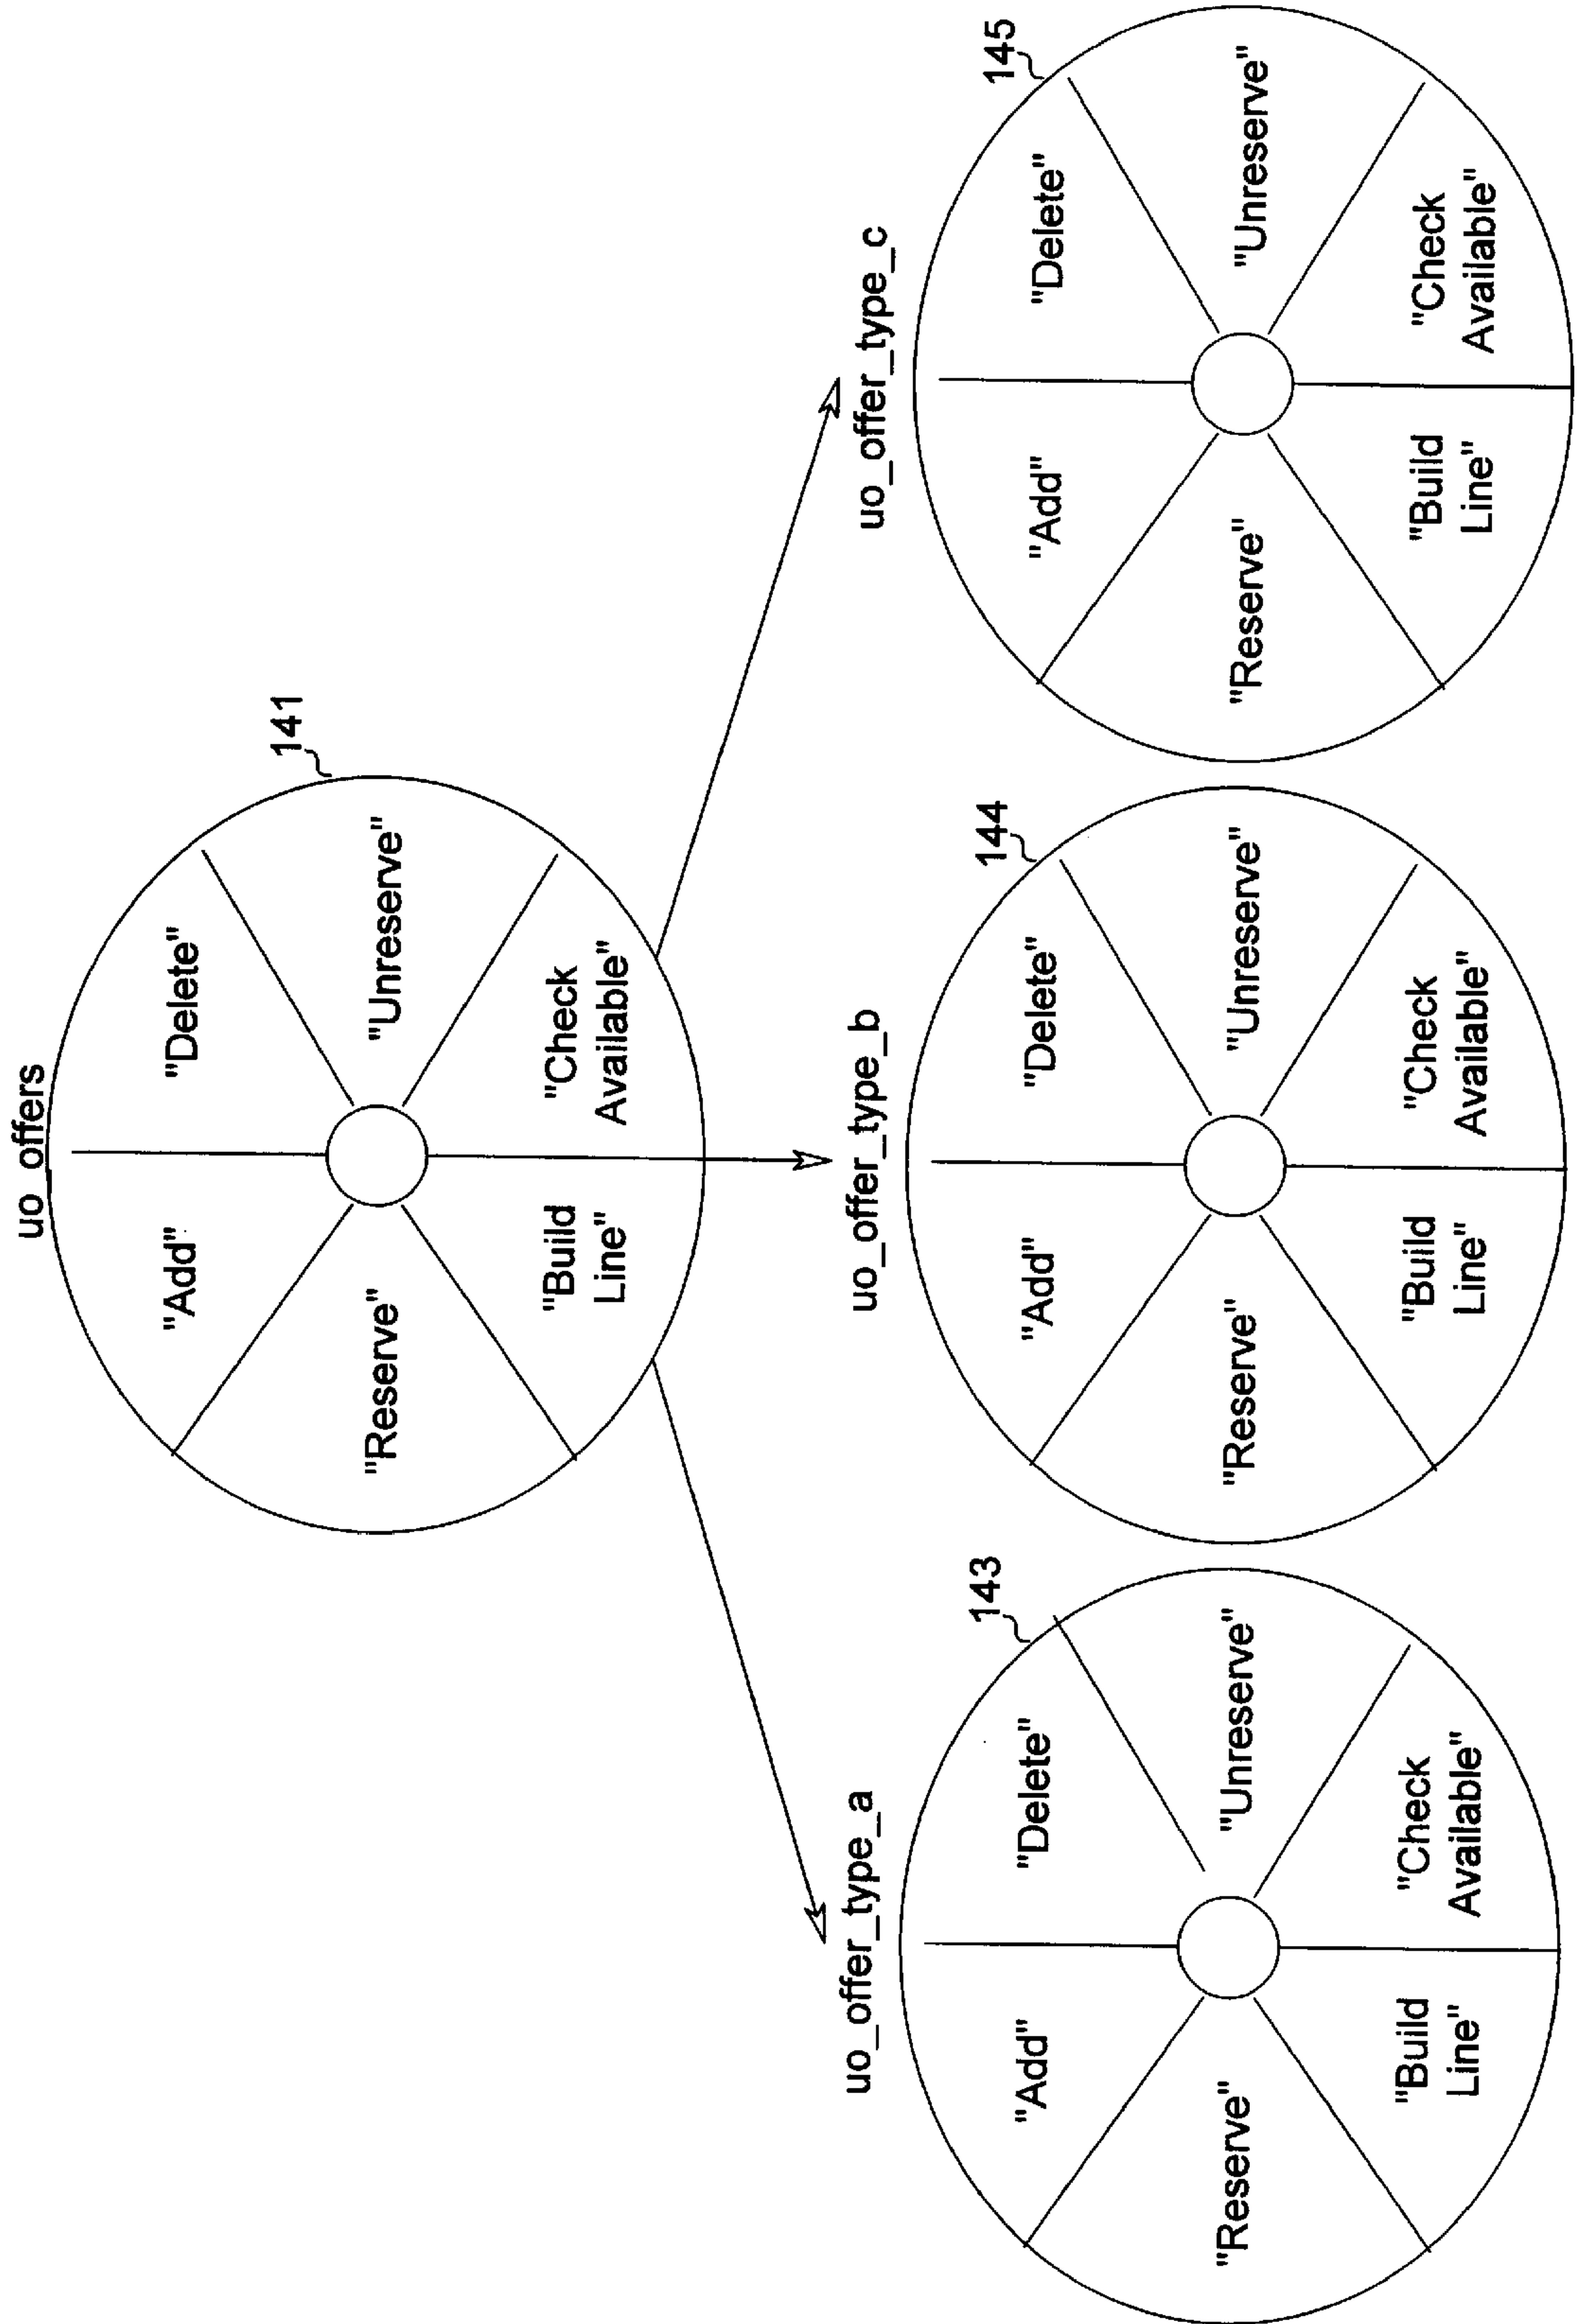 uo_offers
141
"Add"
"Delete"
"Reserve"
"Unreserve"
"Build
Line"
"Check
Available"
uo_offer_type_a
143
"Add"
"Delete"
"Reserve"
"Unreserve"
"Build
Line"
"Check
Available"
uo_offer_type_b
144
"Add"
"Delete"
"Reserve"
"Unreserve"
"Build
Line"
"Check
Available"
uo_offer_type_c
145
"Add"
"Delete"
"Reserve"
"Unreserve"
"Build
Line"
"Check
Available"